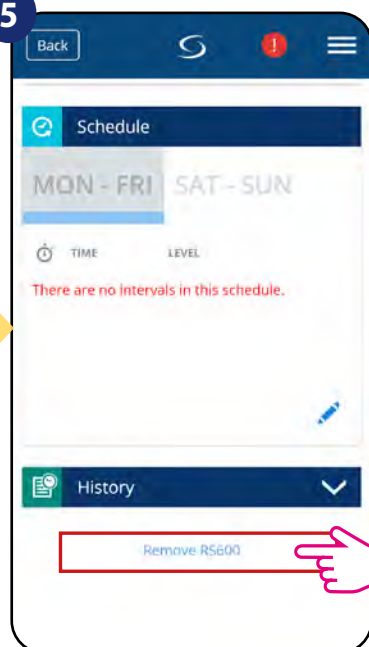 5
Back
!
Schedule
MON - FRI SAT - SUN
TIME LEVEL
There are no intervals in this schedule.
History
Remove RS600